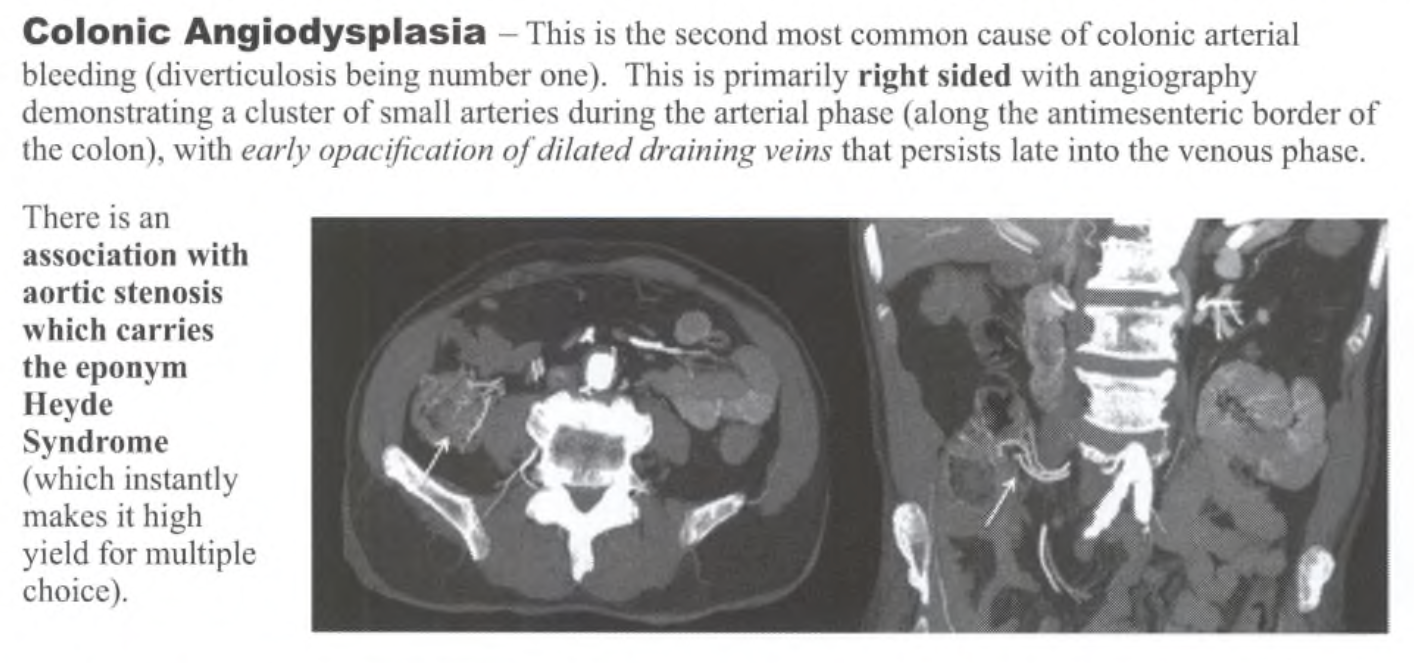 Colonic Angiodysplasia – This is the second most common cause of colonic arterial
bleeding (diverticulosis being number one). This is primarily right sided with angiography
demonstrating a cluster of small arteries during the arterial phase (along the antimesenteric border of
the colon), with early opacification of dilated draining veins that persists late into the venous phase.
There is an
association with
aortic stenosis
which carries
the eponym
Heyde
Syndrome
(which instantly
makes it high
yield for multiple
choice).